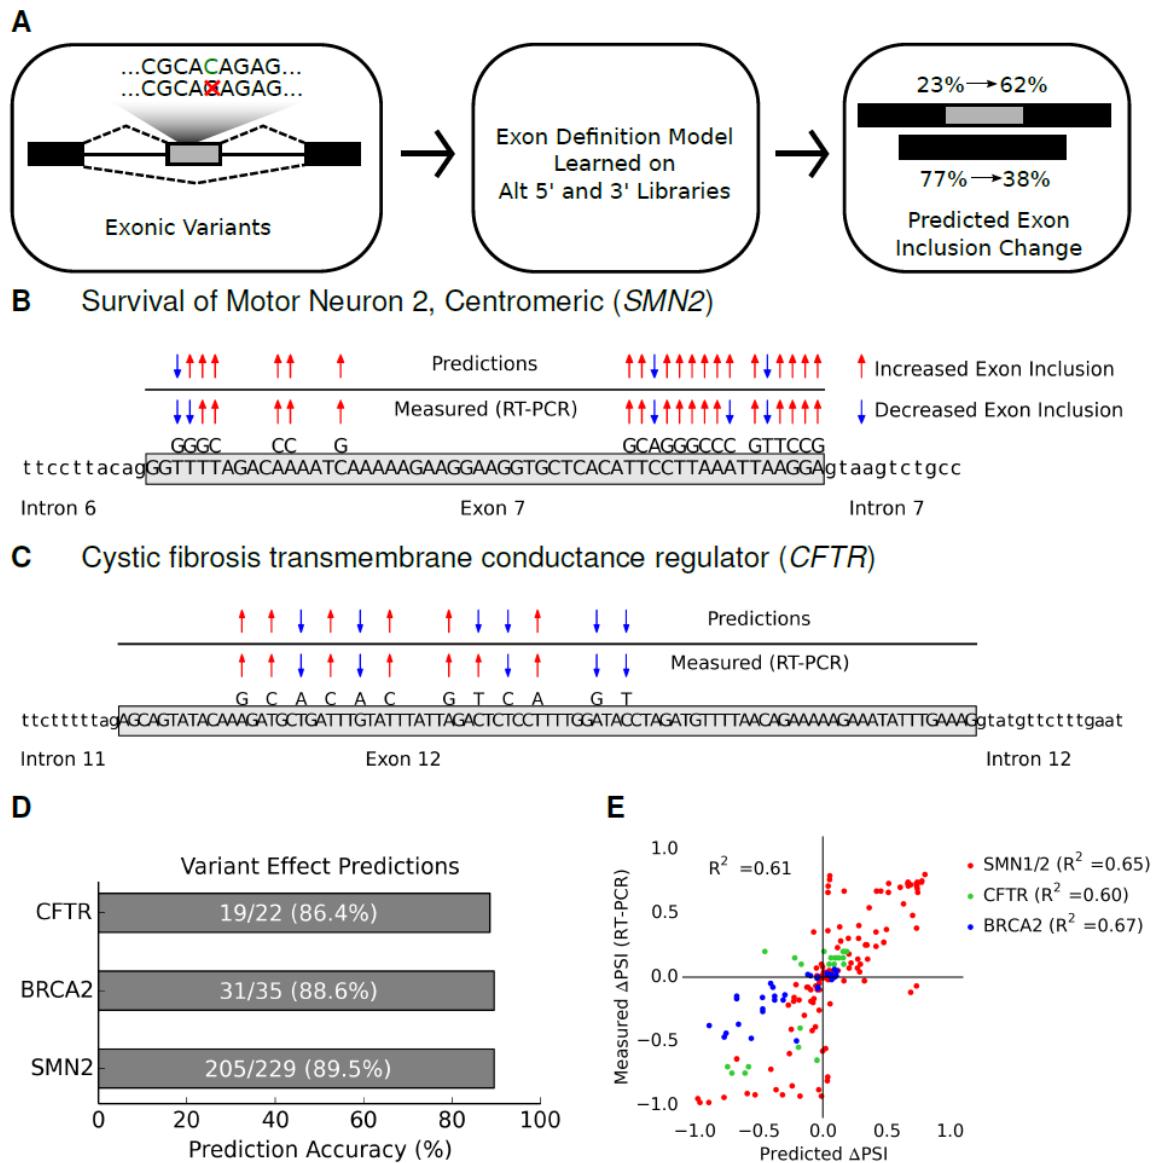 A
...CGCACAGAG...
...CGCA AGAG...
Exonic Variants
Exon Definition Model
Learned on
Alt 5' and 3' Libraries
23%→62%
77%→38%
Predicted Exon
Inclusion Change
B Survival of Motor Neuron 2, Centromeric (SMN2)
Predictions
Increased Exon Inclusion
Measured (RT-PCR)
Decreased Exon Inclusion
GGGC CC G GCAGGGCCC GTTCCG
ttccttacagGGTTTTAGACAAAATCAAAAAGAAGGAAGGTGCTCACATTCCTTAAATTAAGGAgtaagtctgcc
Intron 6 Exon 7 Intron 7
C Cystic fibrosis transmembrane conductance regulator (CFTR)
Predictions
Measured (RT-PCR)
G C A C A C G T C A G T
ttctttttagAGCAGTATACAAAGATGCTGATTTGTATTTATTAGACTCTCCTTTTGGATACCTAGATGTTTTAACAGAAAAAGAAATATTTGAAAGgtatgttctttgaat
Intron 11 Exon 12 Intron 12
D
Variant Effect Predictions
CFTR 19/22 (86.4%)
BRCA2 31/35 (88.6%)
SMN2 205/229 (89.5%)
0 20 40 60 80 100
Prediction Accuracy (%)
E
R² =0.61
SMN1/2 (R² =0.65)
CFTR (R² =0.60)
BRCA2 (R² =0.67)
Measured ΔPSI (RT-PCR)
1.0
0.5
0.0
−0.5
−1.0
−1.0 −0.5 0.0 0.5 1.0
Predicted ΔPSI